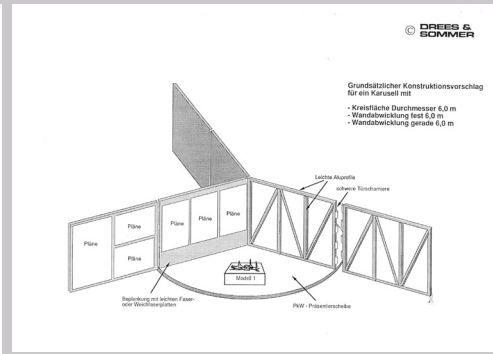 © DREES &
SOMMER
Grundsätzlicher Konstruktionsvorschlag
für ein Karusell mit
- Kreisfläche Durchmesser 6,0 m
- Wandabwicklung fest 6,0 m
- Wandabwicklung gerade 6,0 m
Leichte Aluprofile
schwere Türscharniere
Pläne
Pläne
Pläne
Pläne
Pläne
Pläne
Modell 1
Beplankung mit leichten Faser-
oder Weichfaserplatten
PkW - Präsentierscheibe